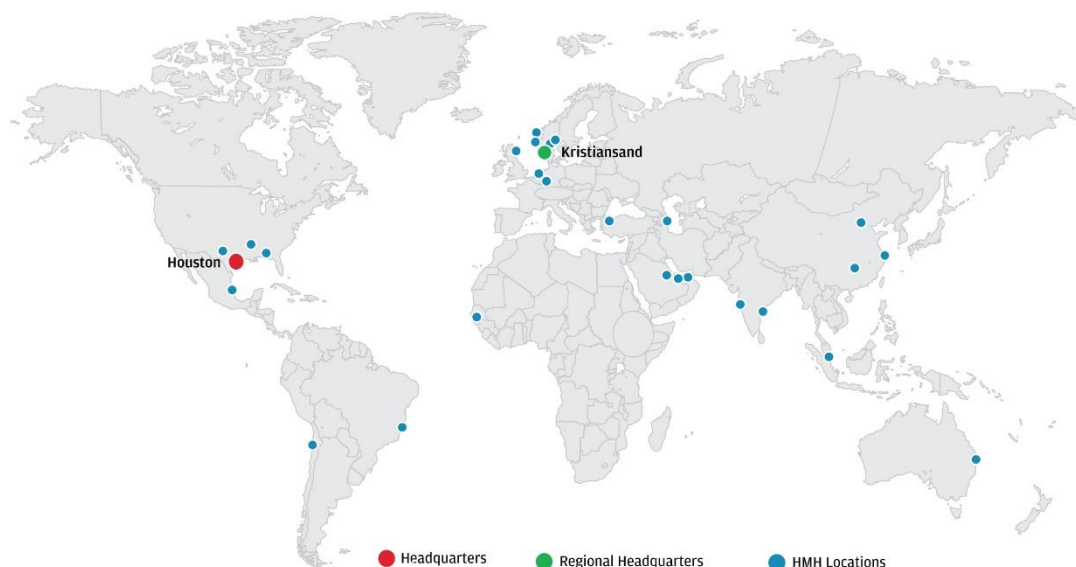 Kristiansand
Houston
Headquarters
Regional Headquarters
HMH Locations